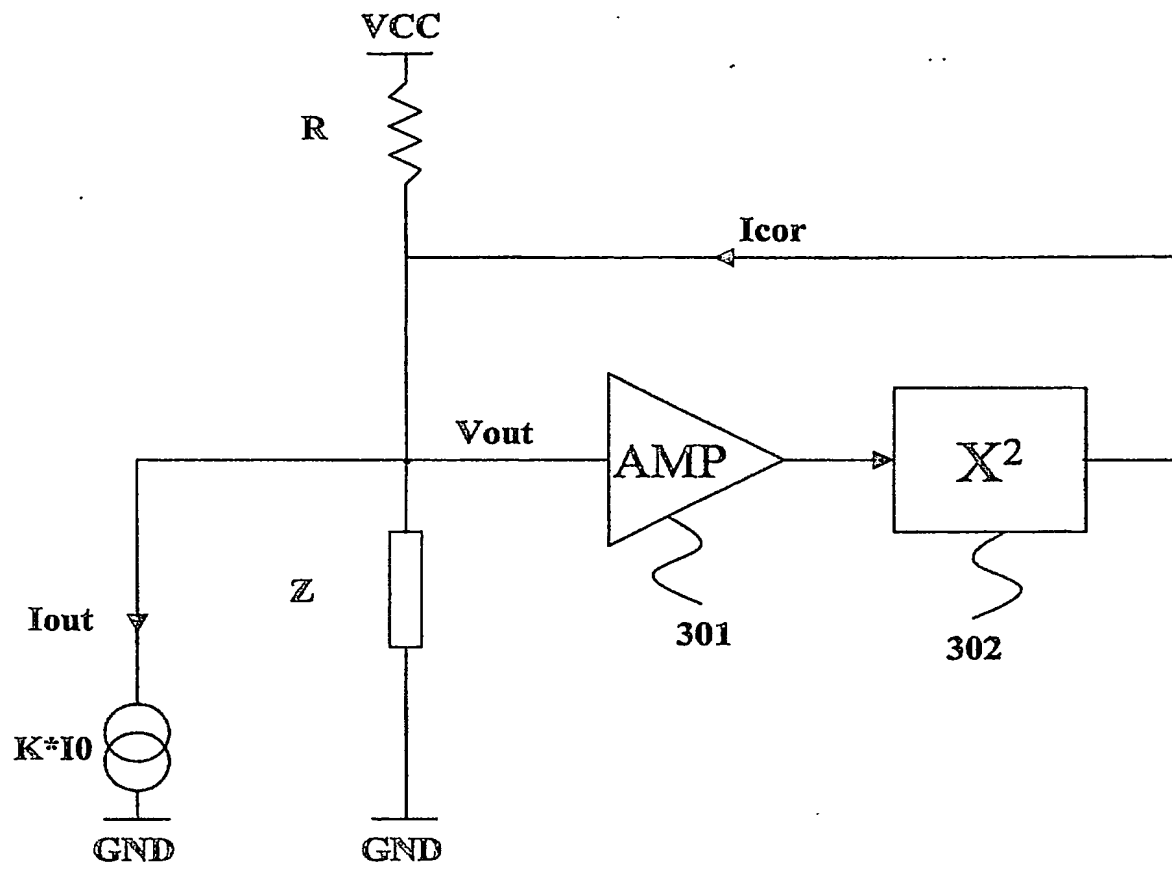 VCC
R
Icor
Vout
AMP
X²
Z
Iout
301
302
K*I0
GND
GND